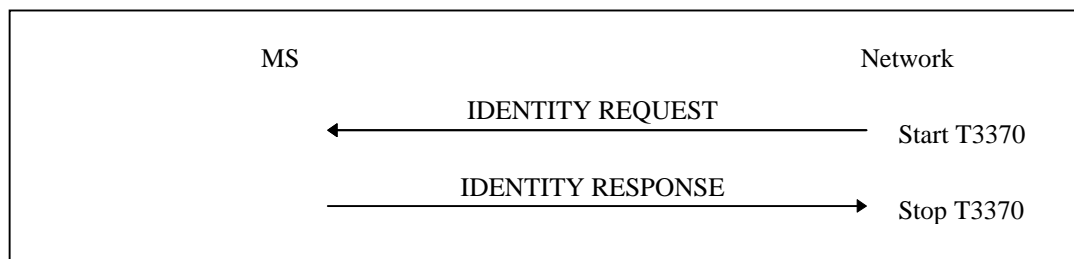 MS Network
IDENTITY REQUEST
Start T3370
IDENTITY RESPONSE
Stop T3370